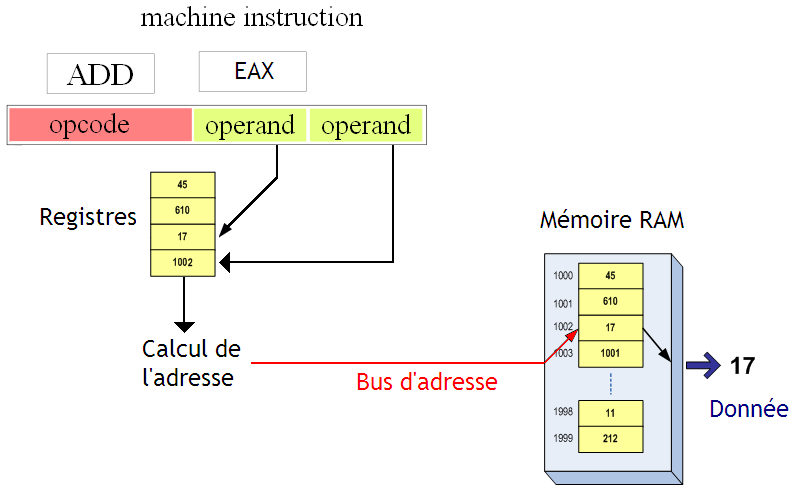 machine instruction
ADD
EAX
opcode
operand
operand
Registres
45
610
17
1002
Calcul de
l'adresse
Bus d'adresse
Mémoire RAM
1000 45
1001 610
1002 17
1003 1001
1998 11
1999 212
17
Donnée